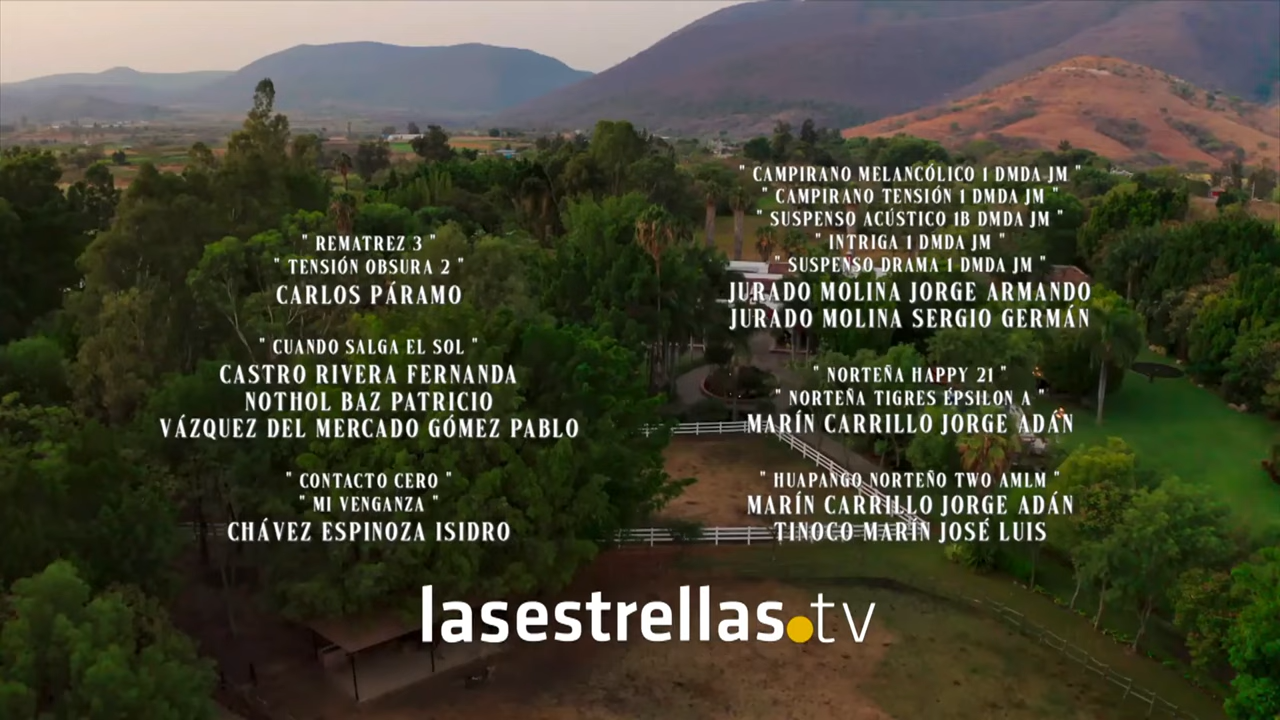 " REMATREZ 3 "
" TENSIÓN OBSURA 2 "
CARLOS PÁRAMO
" CUANDO SALGA EL SOL "
CASTRO RIVERA FERNANDA
NOTHOL BAZ PATRICIO
VÁZQUEZ DEL MERCADO GÓMEZ PABLO
" CONTACTO CERO "
" MI VENGANZA "
CHÁVEZ ESPINOZA ISIDRO
" CAMPIRANO MELANCÓLICO 1 DMDA JM "
" CAMPIRANO TENSIÓN 1 DMDA JM "
" SUSPENSO ACÚSTICO 1B DMDA JM "
" INTRIGA 1 DMDA JM "
" SUSPENSO DRAMA 1 DMDA JM "
JURADO MOLINA JORGE ARMANDO
JURADO MOLINA SERGIO GERMÁN
" NORTEÑA HAPPY 21 "
" NORTEÑA TIGRES ÉPSILON A "
MARÍN CARRILLO JORGE ADÁN
" HUAPANGO NORTEÑO TWO AMLM "
MARÍN CARRILLO JORGE ADÁN
TINOCO MARÍN JOSÉ LUIS
lasestrellas.tv